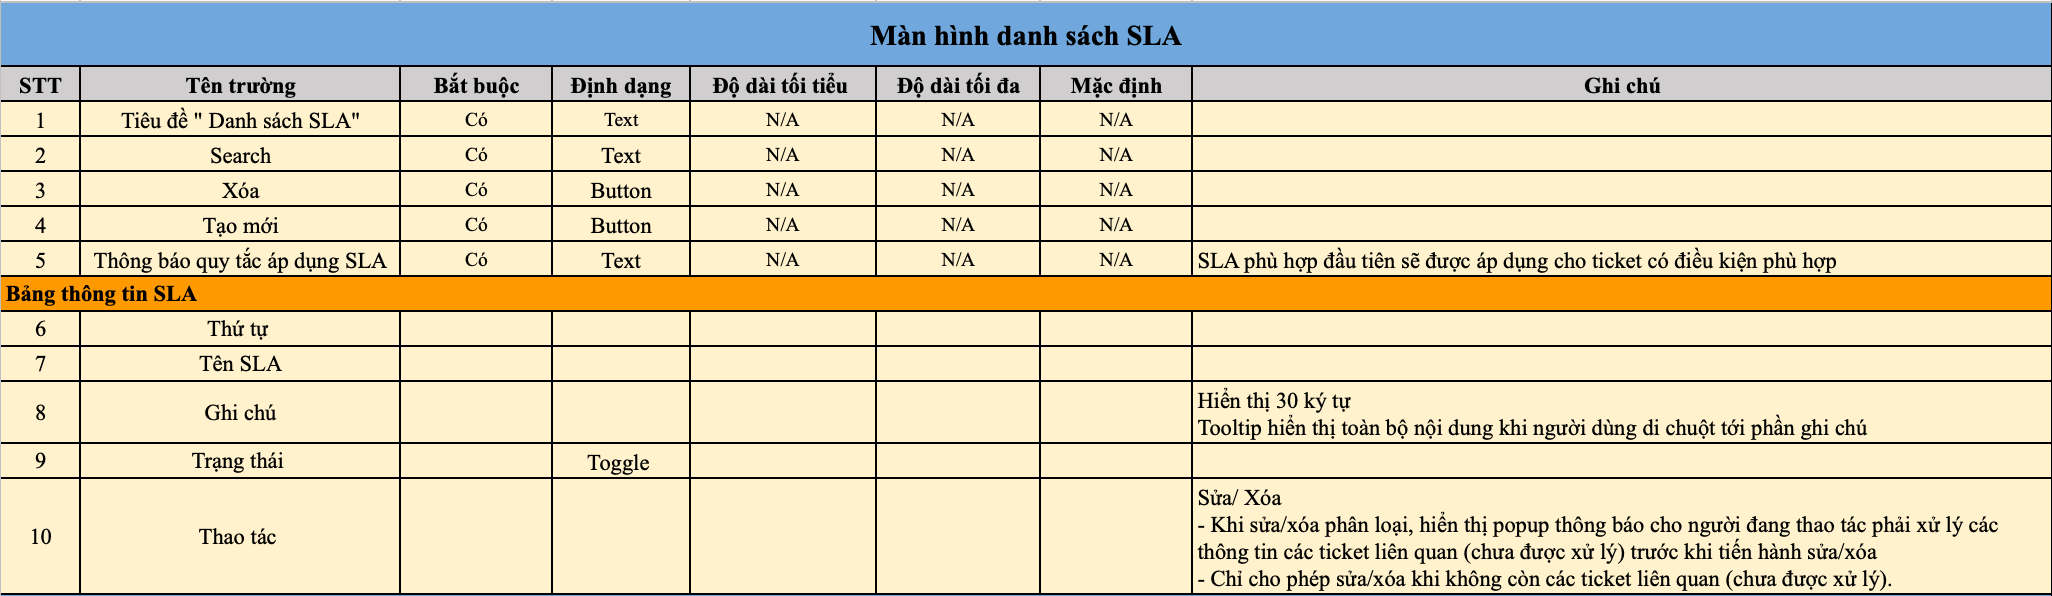 Màn hình danh sách SLA
STT Tên trường Bắt buộc Định dạng Độ dài tối tiểu Độ dài tối đa Mặc định Ghi chú
1 Tiêu đề " Danh sách SLA" Có Text N/A N/A N/A
2 Search Có Text N/A N/A N/A
3 Xóa Có Button N/A N/A N/A
4 Tạo mới Có Button N/A N/A N/A
5 Thông báo quy tắc áp dụng SLA Có Text N/A N/A N/A SLA phù hợp đầu tiên sẽ được áp dụng cho ticket có điều kiện phù hợp
Bảng thông tin SLA
6 Thứ tự
7 Tên SLA
8 Ghi chú Hiển thị 30 ký tự
Tooltip hiển thị toàn bộ nội dung khi người dùng di chuột tới phần ghi chú
9 Trạng thái Toggle
10 Thao tác Sửa/ Xóa
- Khi sửa/xóa phân loại, hiển thị popup thông báo cho người đang thao tác phải xử lý các
thông tin các ticket liên quan (chưa được xử lý) trước khi tiến hành sửa/xóa
- Chỉ cho phép sửa/xóa khi không còn các ticket liên quan (chưa được xử lý).